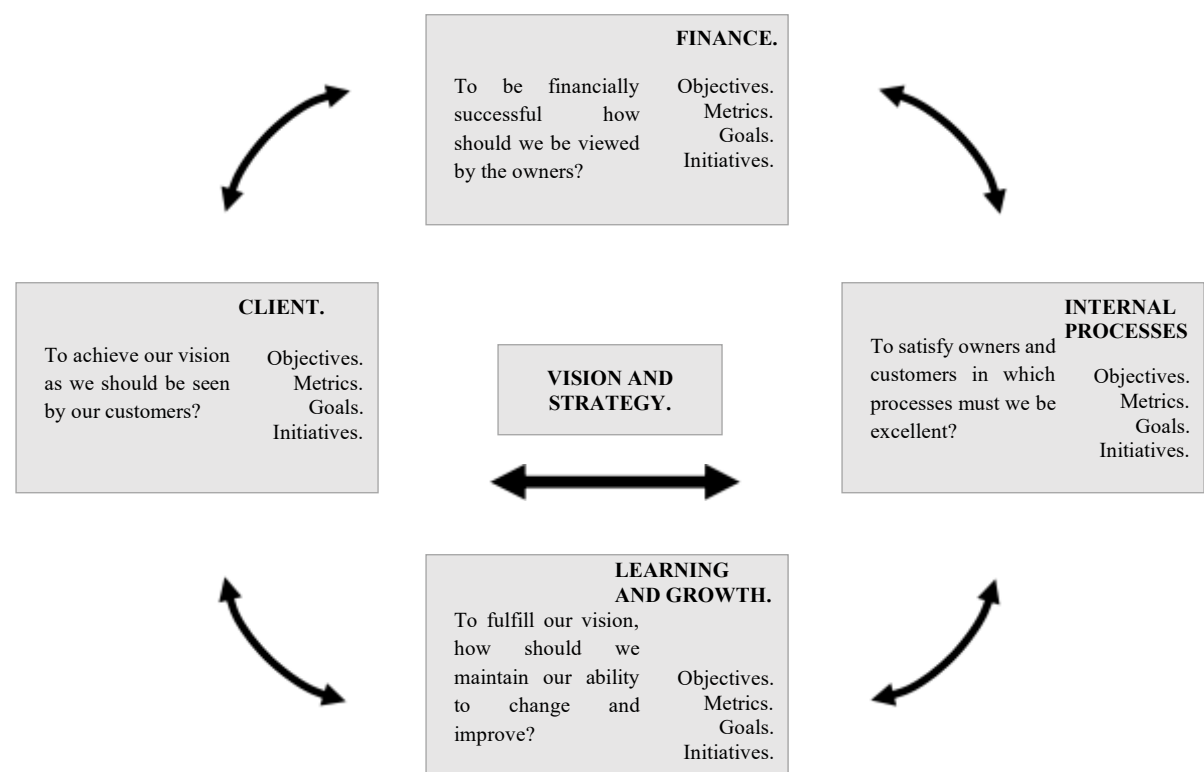 FINANCE.
To be financially
successful how
should we be viewed
by the owners?
Objectives.
Metrics.
Goals.
Initiatives.
CLIENT.
To achieve our vision
as we should be seen
by our customers?
Objectives.
Metrics.
Goals.
Initiatives.
VISION AND
STRATEGY.
INTERNAL
PROCESSES
To satisfy owners and
customers in which
processes must we be
excellent?
Objectives.
Metrics.
Goals.
Initiatives.
LEARNING
AND GROWTH.
To fulfill our vision,
how should we
maintain our ability
to change and
improve?
Objectives.
Metrics.
Goals.
Initiatives.